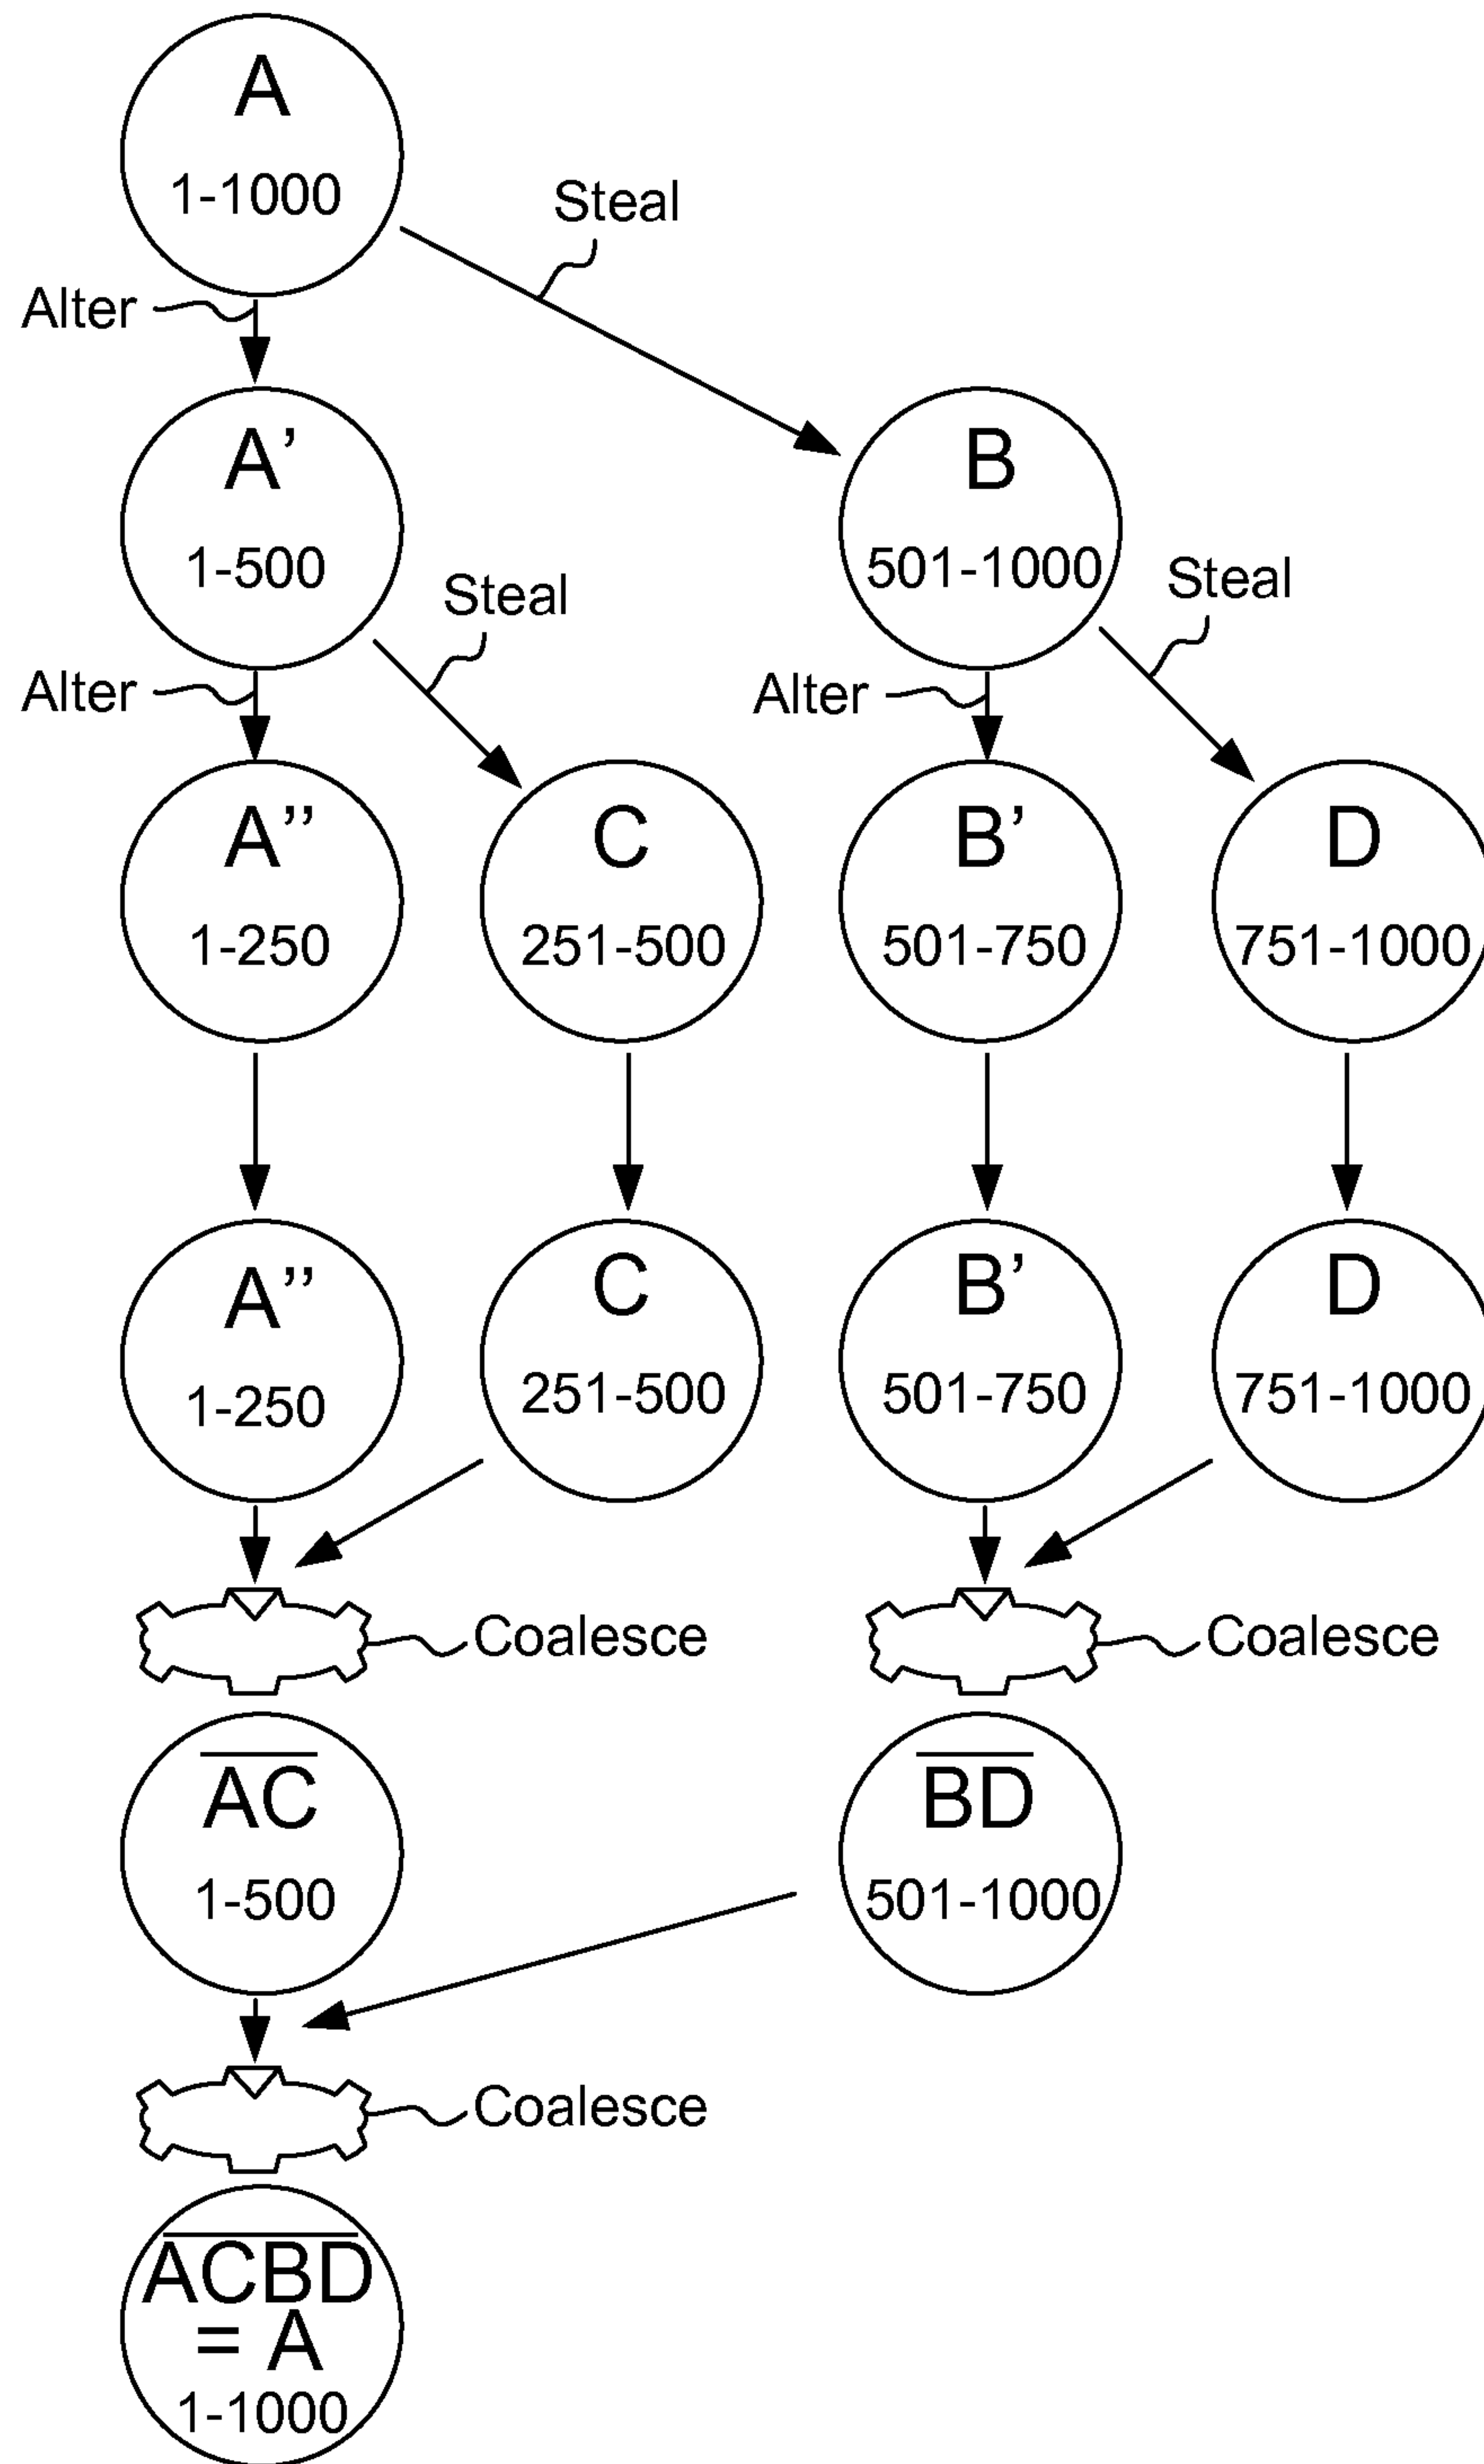 A
1-1000
Steal
Alter
A’
1-500
B
501-1000
Steal
Steal
Alter
Alter
A’’
1-250
C
251-500
B’
501-750
D
751-1000
A’’
1-250
C
251-500
B’
501-750
D
751-1000
Coalesce
Coalesce
AC
1-500
BD
501-1000
Coalesce
ACBD
= A
1-1000